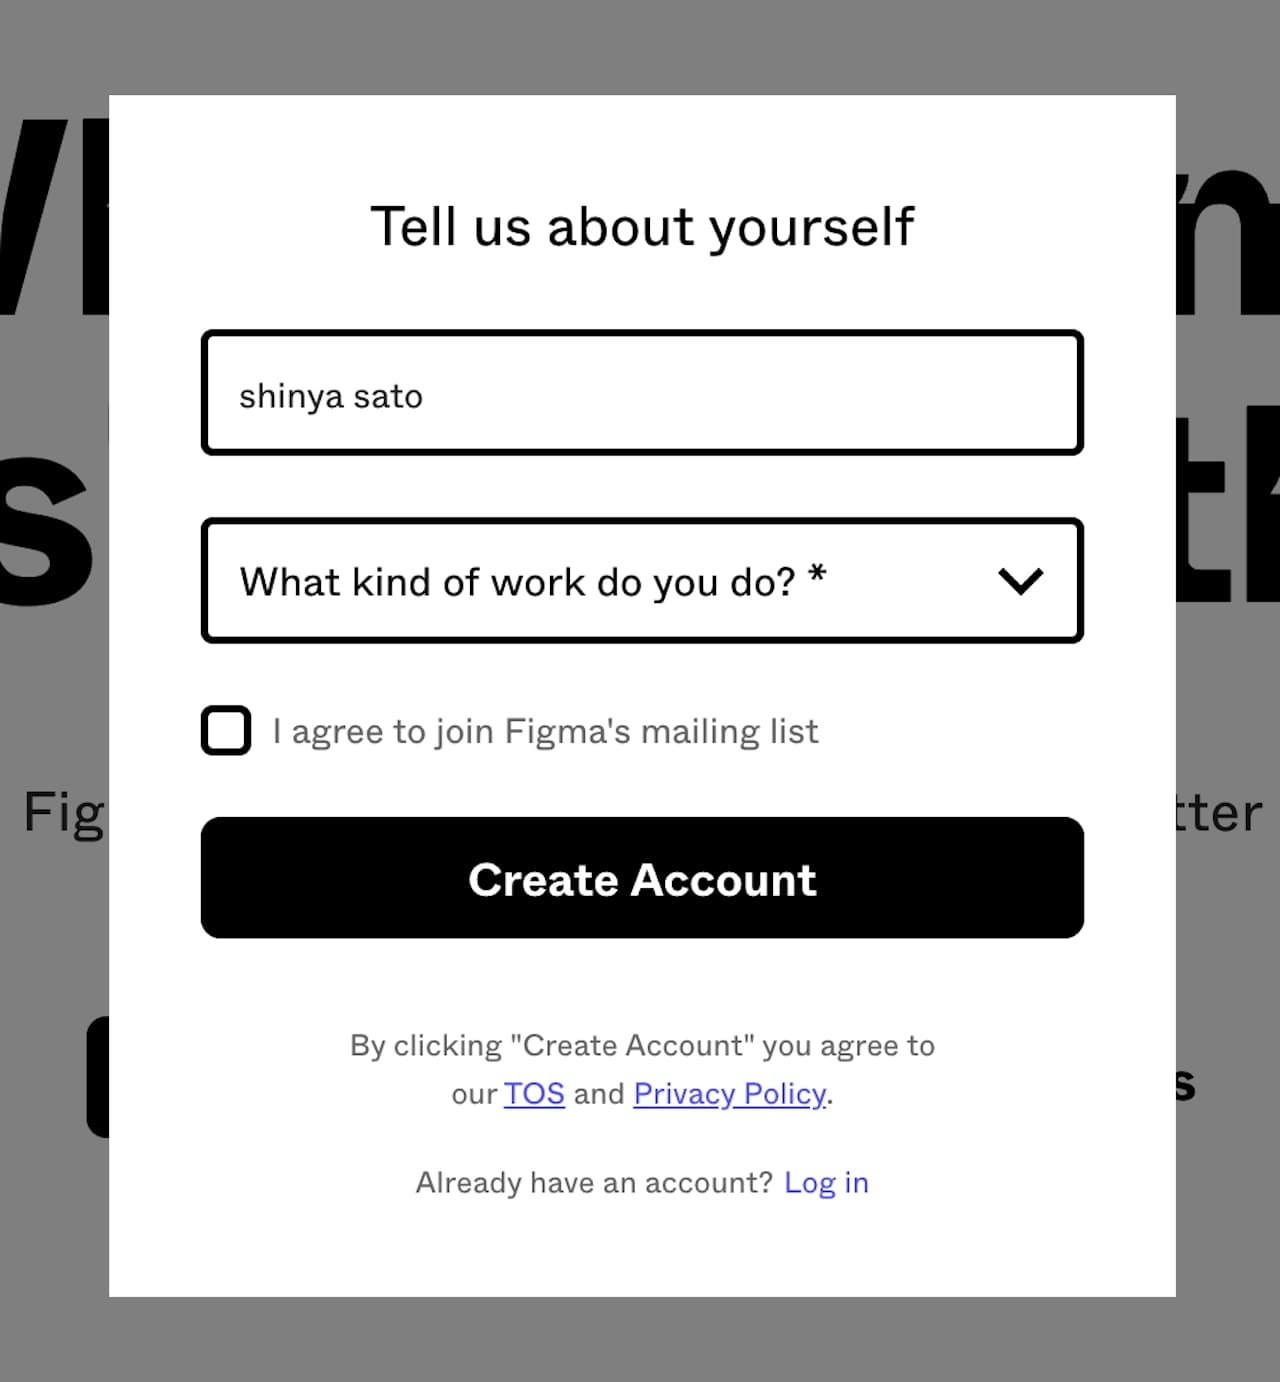 Tell us about yourself
shinya sato
What kind of work do you do? *
I agree to join Figma's mailing list
Create Account
By clicking "Create Account" you agree to
our TOS and Privacy Policy.
Already have an account? Log in